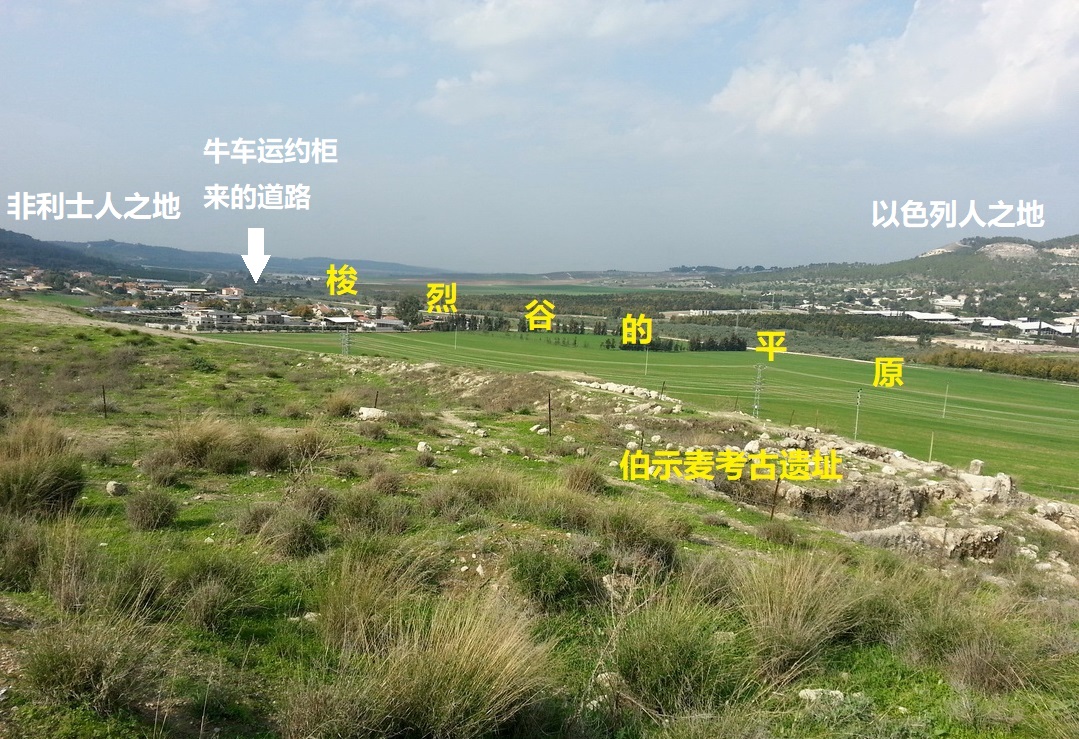 牛车运约柜
来的道路
非利士人之地
以色列人之地
梭烈谷的平原
伯示麦考古遗址